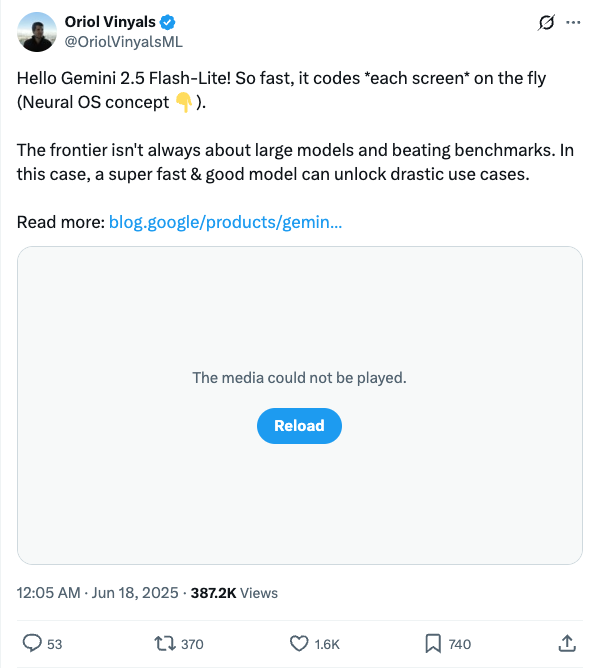 Oriol Vinyals
@OriolVinyalsML
Hello Gemini 2.5 Flash-Lite! So fast, it codes *each screen* on the fly
(Neural OS concept 👇).
The frontier isn't always about large models and beating benchmarks. In
this case, a super fast & good model can unlock drastic use cases.
Read more: blog.google/products/gemin...
The media could not be played.
Reload
12:05 AM · Jun 18, 2025 · 387.2K Views
53 370 1.6K 740